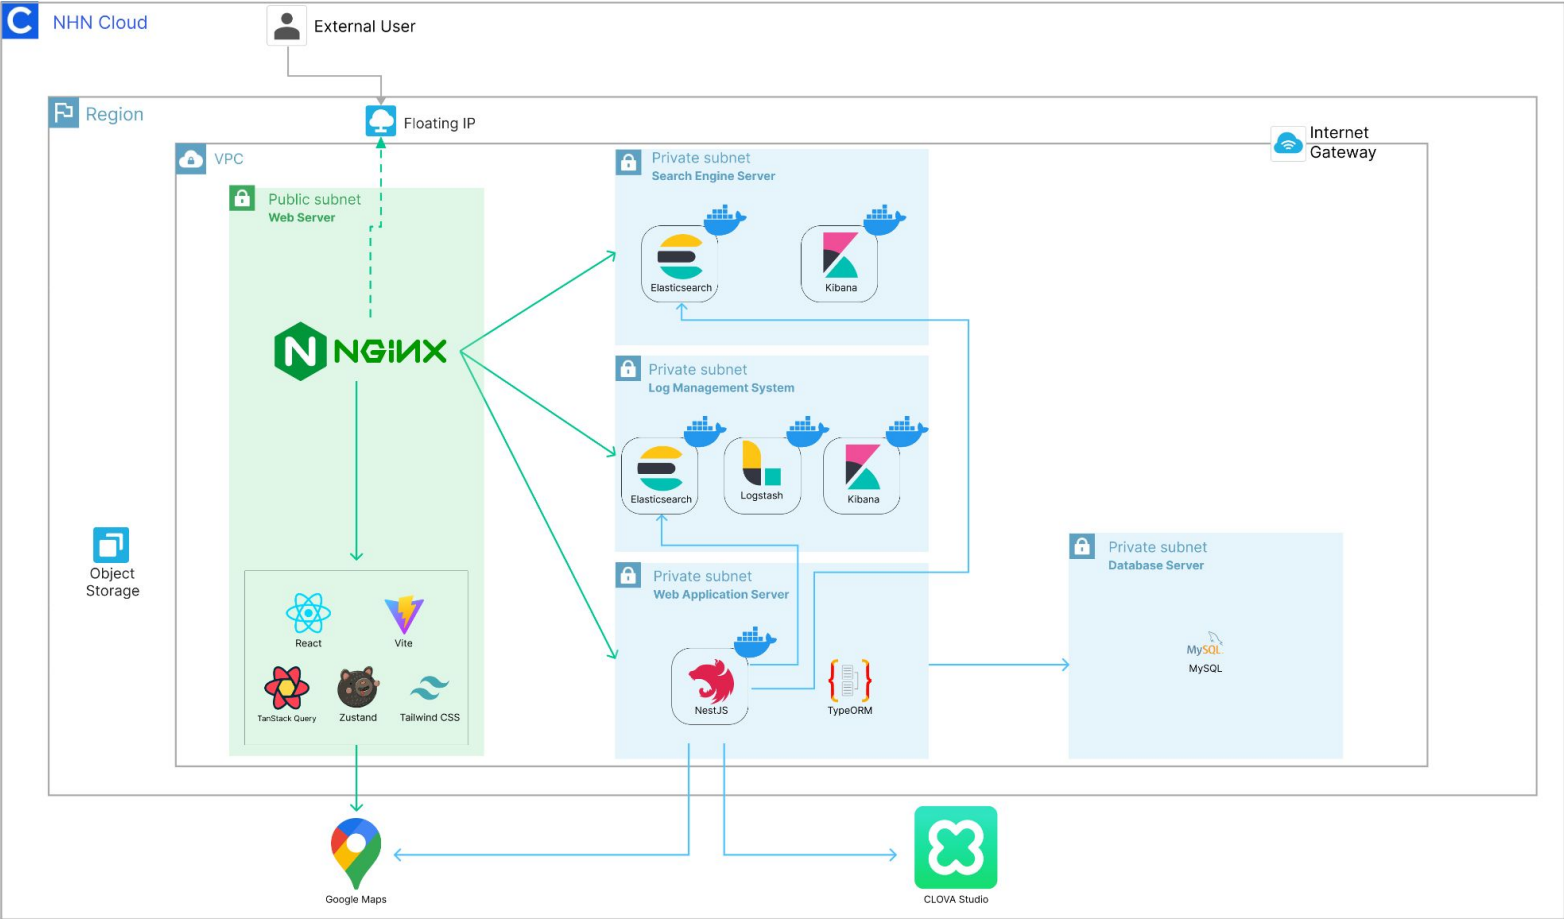 NHN Cloud
External User
Region
Floating IP
Internet
Gateway
VPC
Public subnet
Web Server
NGINX
Private subnet
Search Engine Server
Elasticsearch
Kibana
Private subnet
Log Management System
Elasticsearch
Logstash
Kibana
Object
Storage
React
Vite
TanStack Query
Zustand
Tailwind CSS
Private subnet
Web Application Server
NestJS
TypeORM
Private subnet
Database Server
MySQL
MySQL
Google Maps
CLOVA Studio